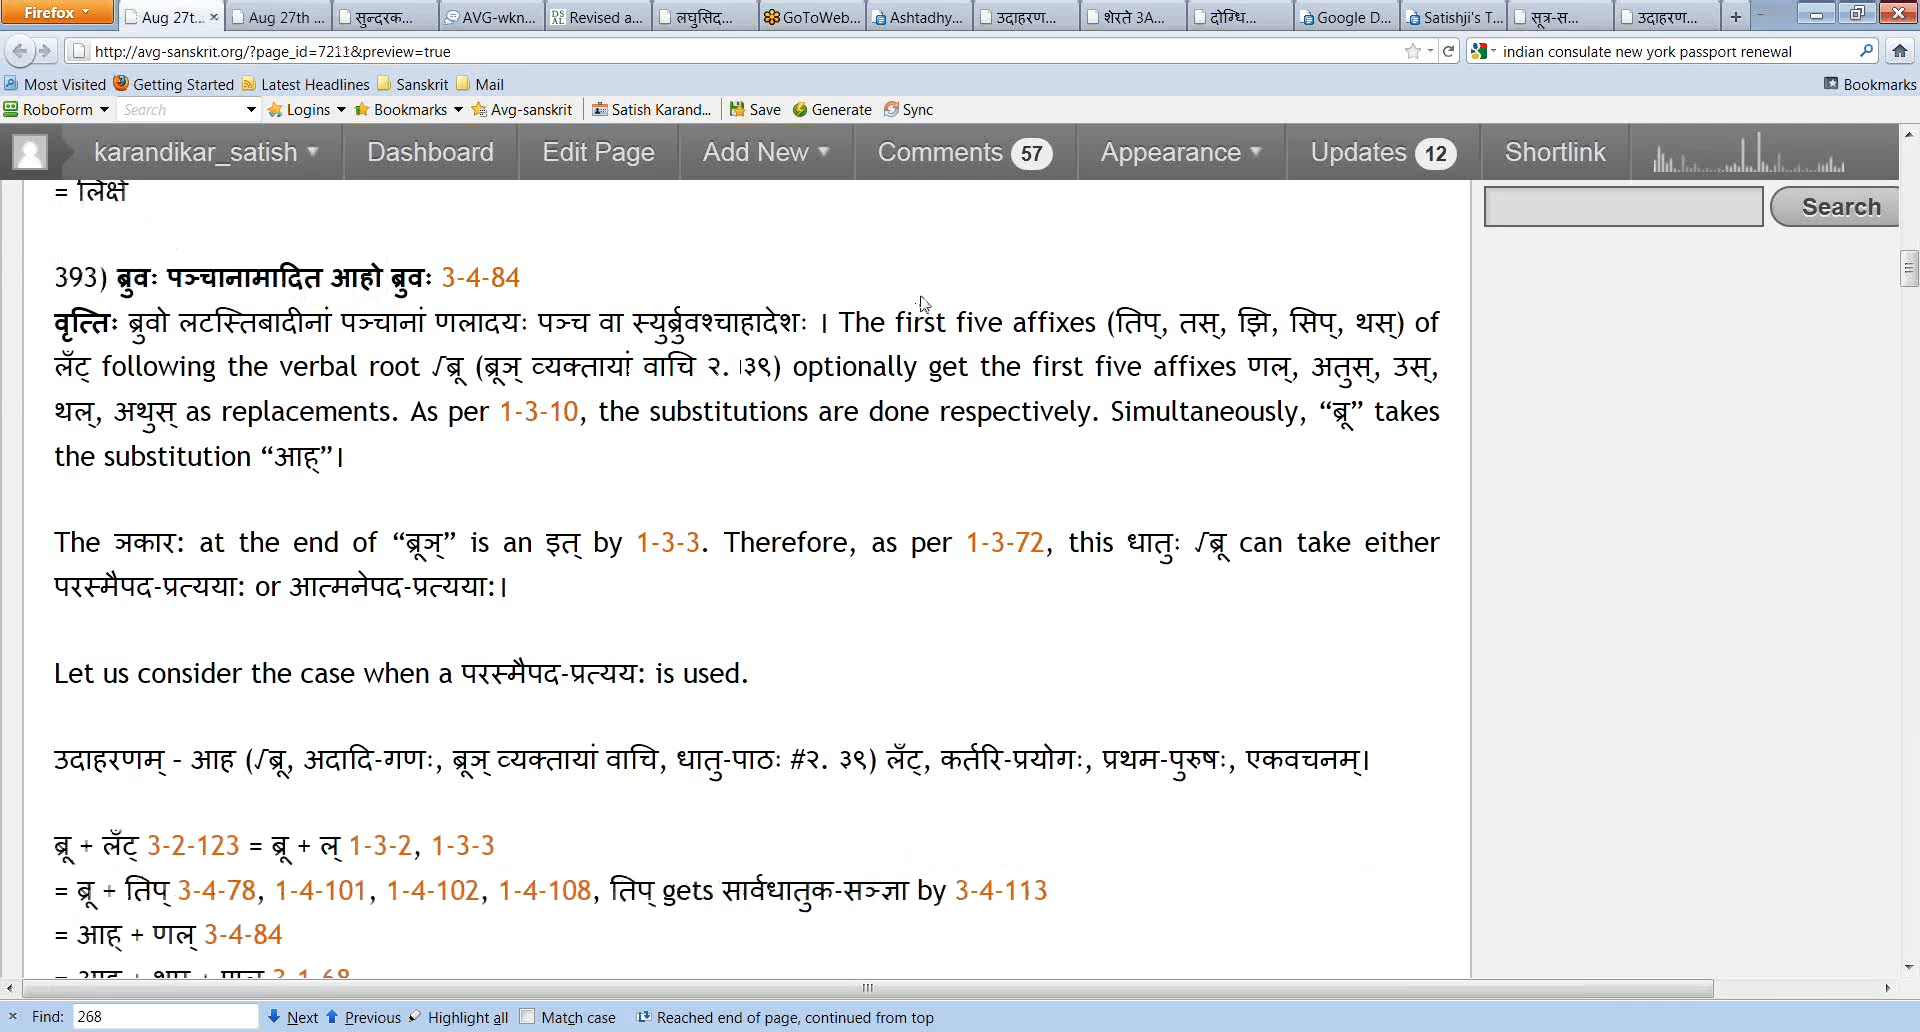 Firefox
Aug 27t...
Aug 27th ...
सुन्दरक...
AVG-wkn...
Revised a...
लघुसिद्...
GoToWeb...
Ashtadhy...
उदाहरण...
शेरते 3A...
दोग्धि...
Google D...
Satishji's T...
सूत्र-स...
उदाहरण...
http://avg-sanskrit.org/?page_id=7211&preview=true
indian consulate new york passport renewal
Most Visited Getting Started Latest Headlines Sanskrit Mail Bookmarks
RoboForm Search Logins Bookmarks Avg-sanskrit Satish Karand... Save Generate Sync
karandikar_satish Dashboard Edit Page Add New Comments 57 Appearance Updates 12 Shortlink
= लिक्षे
Search
393) ब्रुवः पञ्चानामादित आहो ब्रुवः 3-4-84
वृत्तिः ब्रुवो लटस्तिबादीनां पञ्चानां णलादयः पञ्च वा स्युर्ब्रुवश्चाहादेशः । The first five affixes (तिप्, तस्, झि, सिप्, थस्) of
लँट् following the verbal root √ब्रू (ब्रूञ् व्यक्तायां वाचि २. ३९) optionally get the first five affixes णल्, अतुस्, उस्,
थल्, अथुस् as replacements. As per 1-3-10, the substitutions are done respectively. Simultaneously, “ब्रू” takes
the substitution “आह्”।
The ञकार: at the end of “ब्रूञ्” is an इत् by 1-3-3. Therefore, as per 1-3-72, this धातुः √ब्रू can take either
परस्मैपद-प्रत्यया: or आत्मनेपद-प्रत्यया:।
Let us consider the case when a परस्मैपद-प्रत्यय: is used.
उदाहरणम् - आह (√ब्रू, अदादि-गणः, ब्रूञ् व्यक्तायां वाचि, धातु-पाठः #२. ३९) लँट्, कर्तरि-प्रयोगः, प्रथम-पुरुषः, एकवचनम्।
ब्रू + लँट् 3-2-123 = ब्रू + ल् 1-3-2, 1-3-3
= ब्रू + तिप् 3-4-78, 1-4-101, 1-4-102, 1-4-108, तिप् gets सार्वधातुक-सञ्ज्ञा by 3-4-113
= आह् + णल् 3-4-84
= आह् + शप् + णल् 3-1-68
Find: 268 Next Previous Highlight all Match case Reached end of page, continued from top